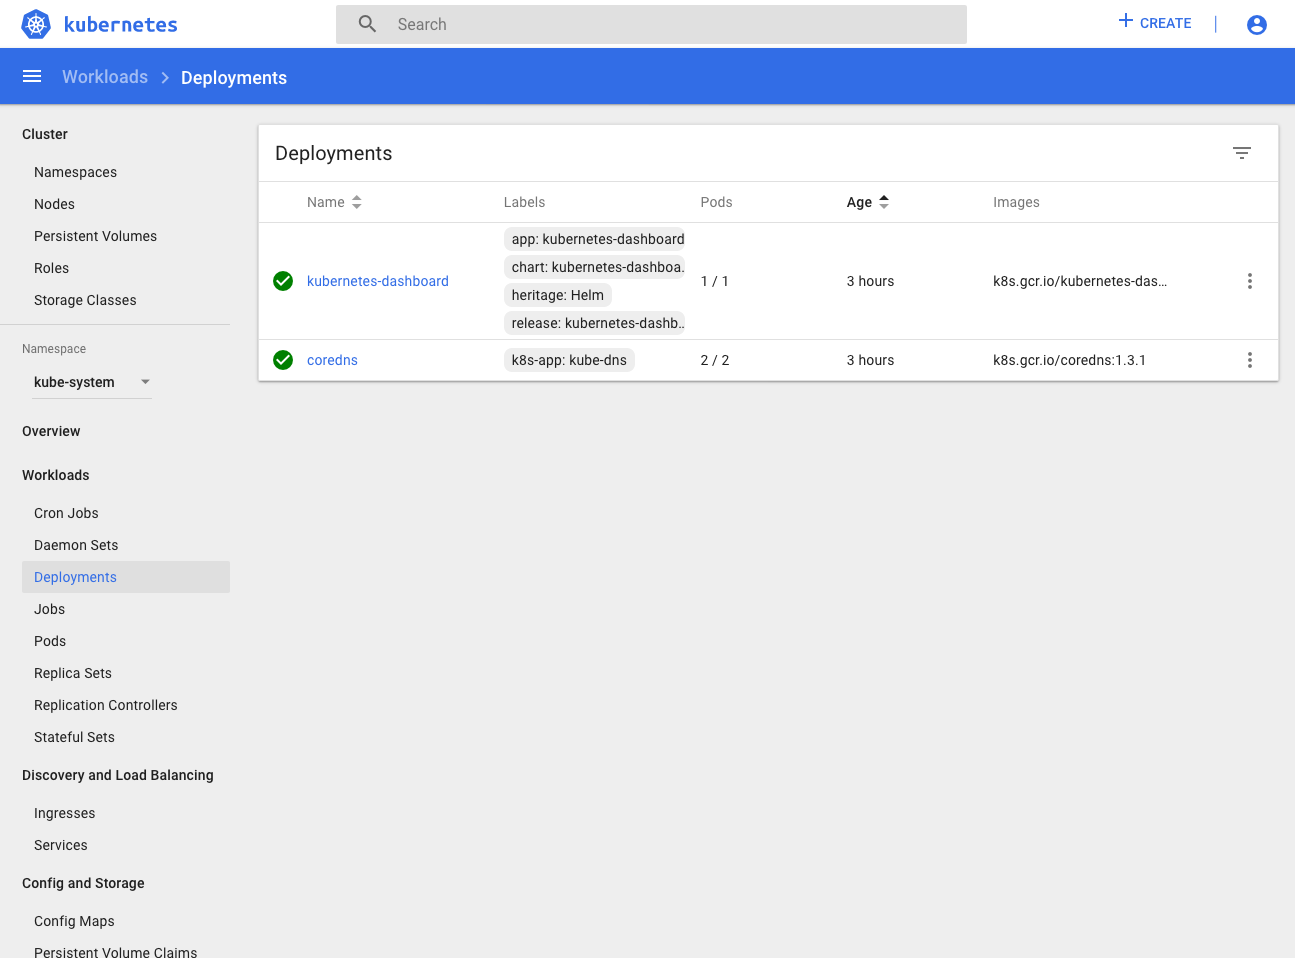 kubernetes
Search
CREATE
Workloads
Deployments
Cluster
Namespaces
Nodes
Persistent Volumes
Roles
Storage Classes
Namespace
kube-system
Overview
Workloads
Cron Jobs
Daemon Sets
Deployments
Jobs
Pods
Replica Sets
Replication Controllers
Stateful Sets
Discovery and Load Balancing
Ingresses
Services
Config and Storage
Config Maps
Persistent Volume Claims
Deployments
Name Labels Pods Age Images
app: kubernetes-dashboard
chart: kubernetes-dashboa.
kubernetes-dashboard 1 / 1 3 hours k8s.gcr.io/kubernetes-das…
heritage: Helm
release: kubernetes-dashb..
coredns k8s-app: kube-dns 2 / 2 3 hours k8s.gcr.io/coredns:1.3.1